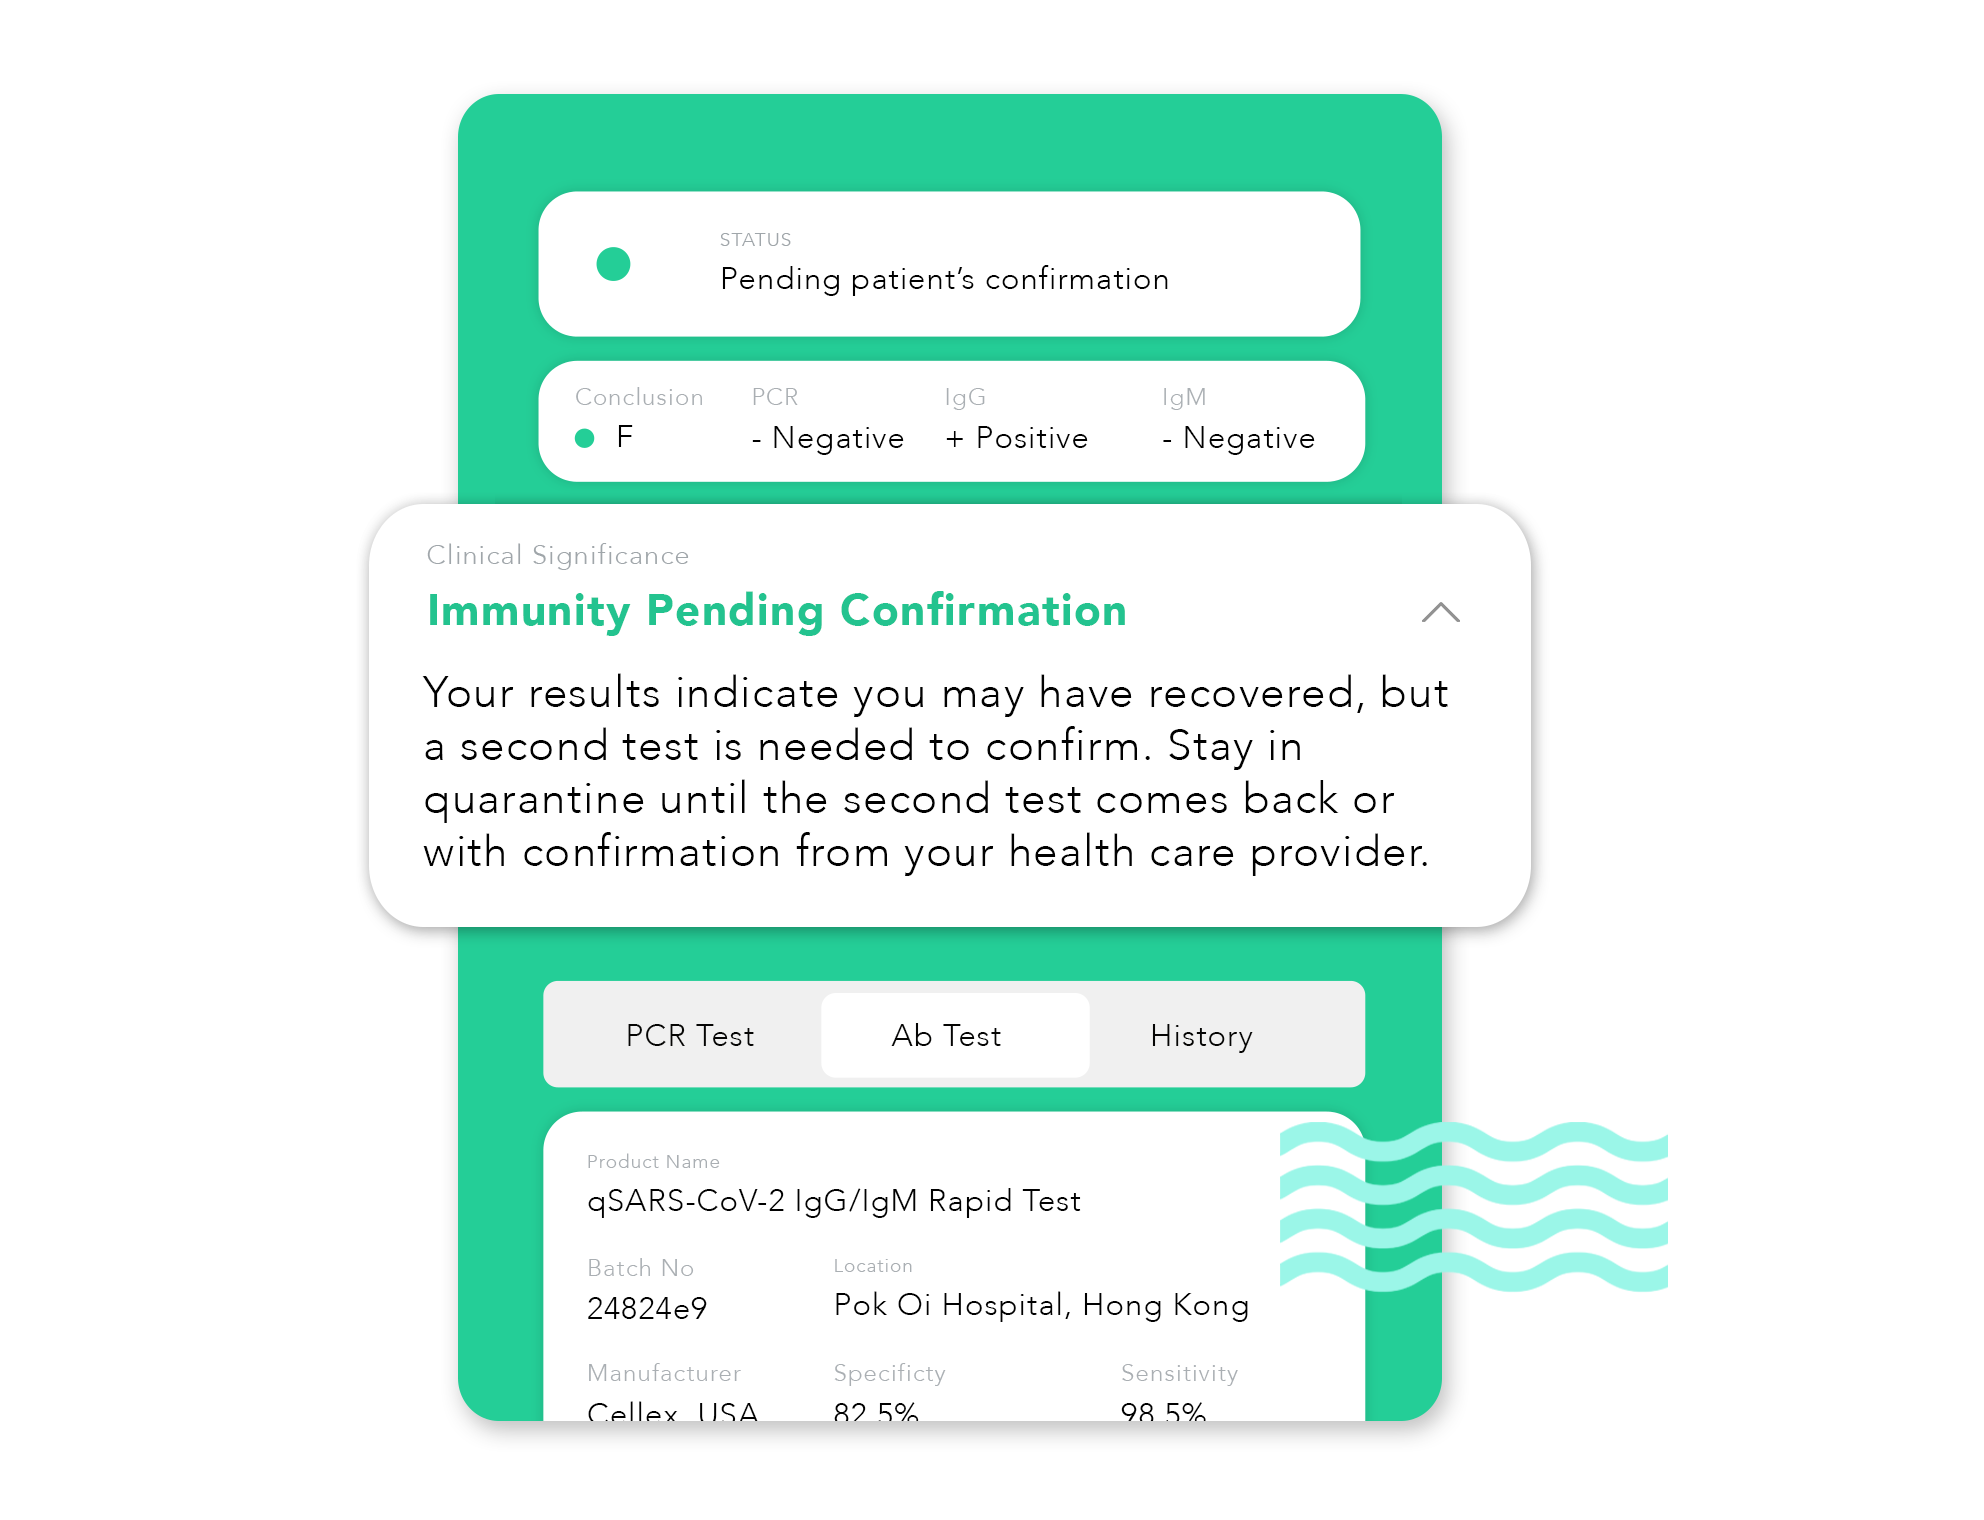 STATUS
Pending patient’s confirmation
Conclusion PCR IgG IgM
F - Negative + Positive - Negative
Clinical Significance
Immunity Pending Confirmation
Your results indicate you may have recovered, but
a second test is needed to confirm. Stay in
quarantine until the second test comes back or
with confirmation from your health care provider.
PCR Test Ab Test History
Product Name
qSARS-CoV-2 IgG/IgM Rapid Test
Batch No Location
24824e9 Pok Oi Hospital, Hong Kong
Manufacturer Specificty Sensitivity
Cellex, USA 82.5% 98.5%